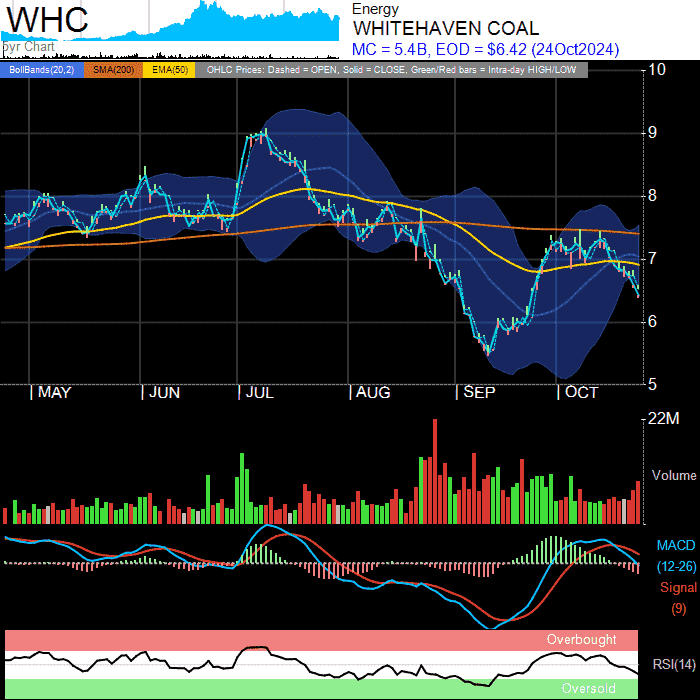 WHC
5yr Chart
Energy
WHITEHAVEN COAL
MC = 5.4B, EOD = $6.42 (24Oct2024)
BollBands(20,2) SMA(200) EMA(50) OHLC Prices: Dashed = OPEN, Solid = CLOSE, Green/Red bars = Intra-day HIGH/LOW
10
9
8
7
6
5
MAY JUN JUL AUG SEP OCT
22M
Volume
MACD
(12-26)
Signal
(9)
Overbought
RSI(14)
Oversold